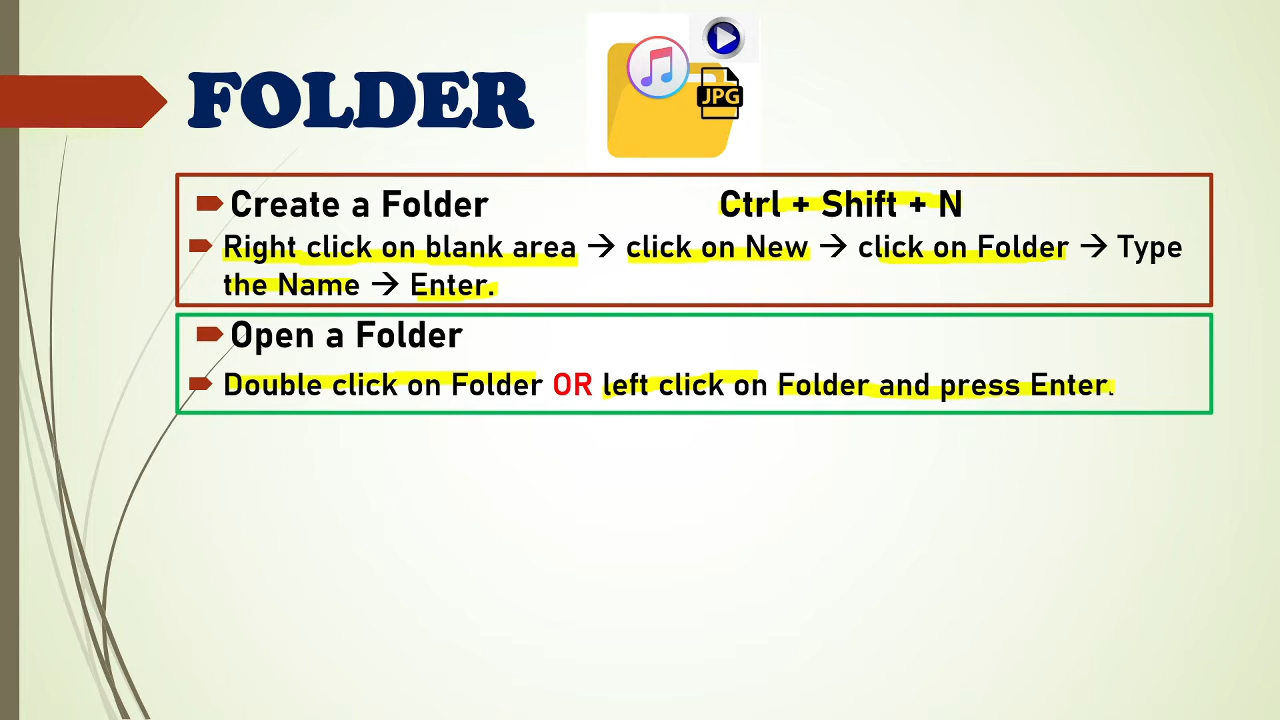 FOLDER
JPG
Create a Folder Ctrl + Shift + N
Right click on blank area → click on New → click on Folder → Type
the Name → Enter.
Open a Folder
Double click on Folder OR left click on Folder and press Enter.